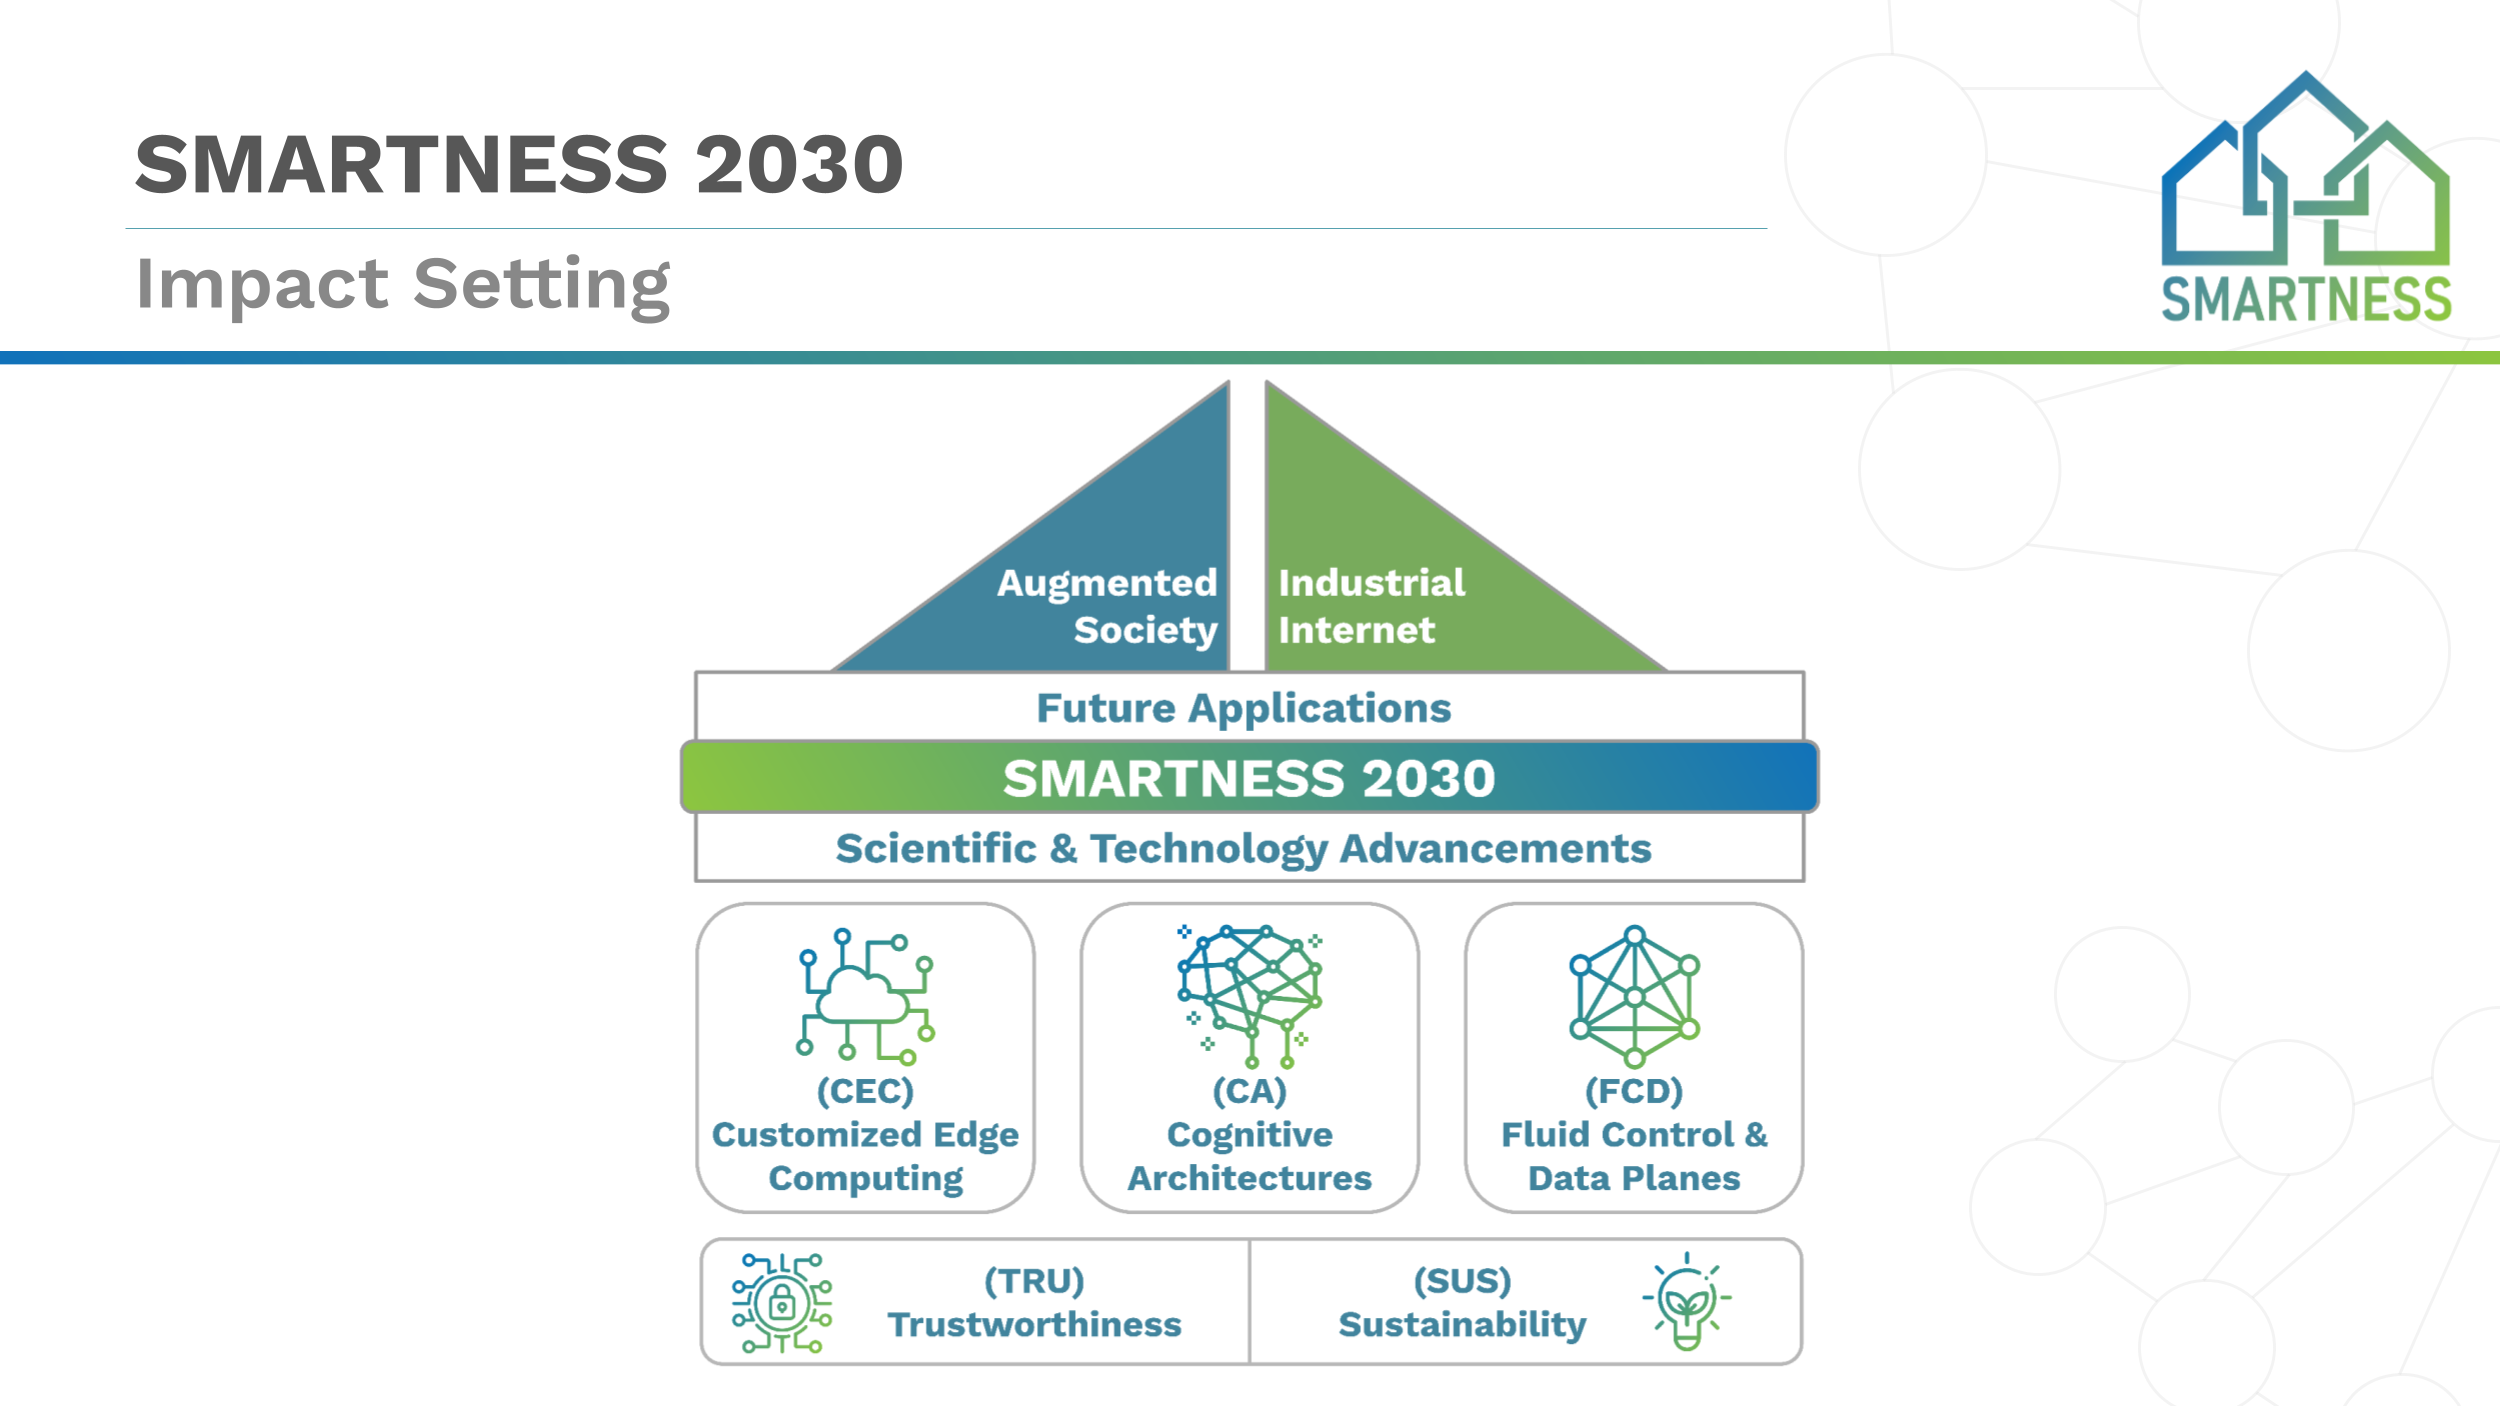 SMARTNESS 2030
Impact Setting
SMARTNESS
Augmented
Society
Industrial
Internet
Future Applications
SMARTNESS 2030
Scientific & Technology Advancements
(CEC)
Customized Edge
Computing
(CA)
Cognitive
Architectures
(FCD)
Fluid Control &
Data Planes
(TRU)
Trustworthiness
(SUS)
Sustainability